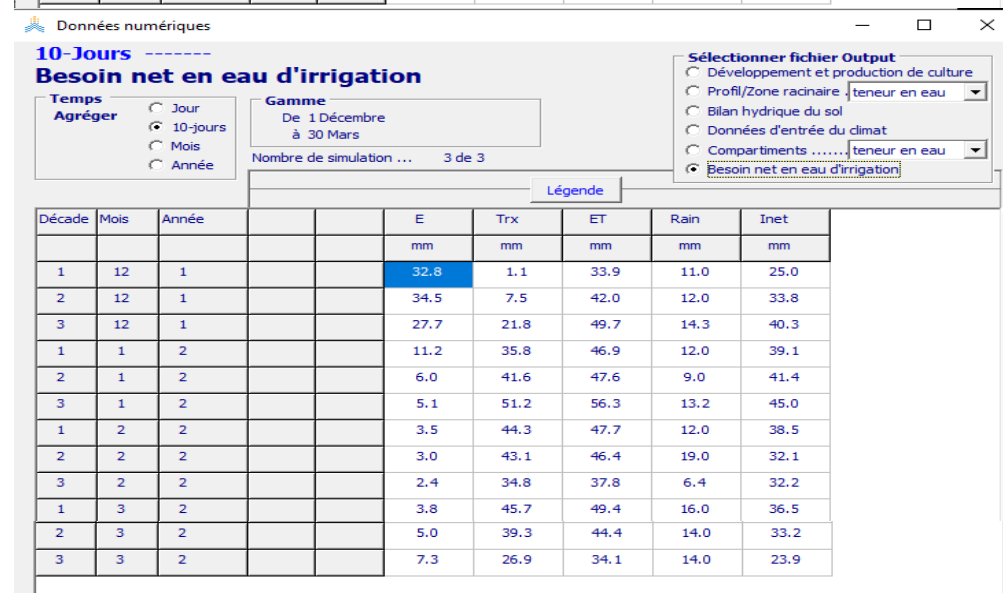 Données numériques
10-Jours -------
Besoin net en eau d'irrigation
Temps
Agréger
Jour
10-jours
Mois
Année
Gamme
De 1 Décembre
à 30 Mars
Nombre de simulation ... 3 de 3
Sélectionner fichier Output
Développement et production de culture
Profil/Zone racinaire . teneur en eau
Bilan hydrique du sol
Données d'entrée du climat
Compartiments ....... teneur en eau
Besoin net en eau d'irrigation
Légende
Décade Mois Année E Trx ET Rain Inet
mm mm mm mm mm
1 12 1 32.8 1.1 33.9 11.0 25.0
2 12 1 34.5 7.5 42.0 12.0 33.8
3 12 1 27.7 21.8 49.7 14.3 40.3
1 1 2 11.2 35.8 46.9 12.0 39.1
2 1 2 6.0 41.6 47.6 9.0 41.4
3 1 2 5.1 51.2 56.3 13.2 45.0
1 2 2 3.5 44.3 47.7 12.0 38.5
2 2 2 3.0 43.1 46.4 19.0 32.1
3 2 2 2.4 34.8 37.8 6.4 32.2
1 3 2 3.8 45.7 49.4 16.0 36.5
2 3 2 5.0 39.3 44.4 14.0 33.2
3 3 2 7.3 26.9 34.1 14.0 23.9